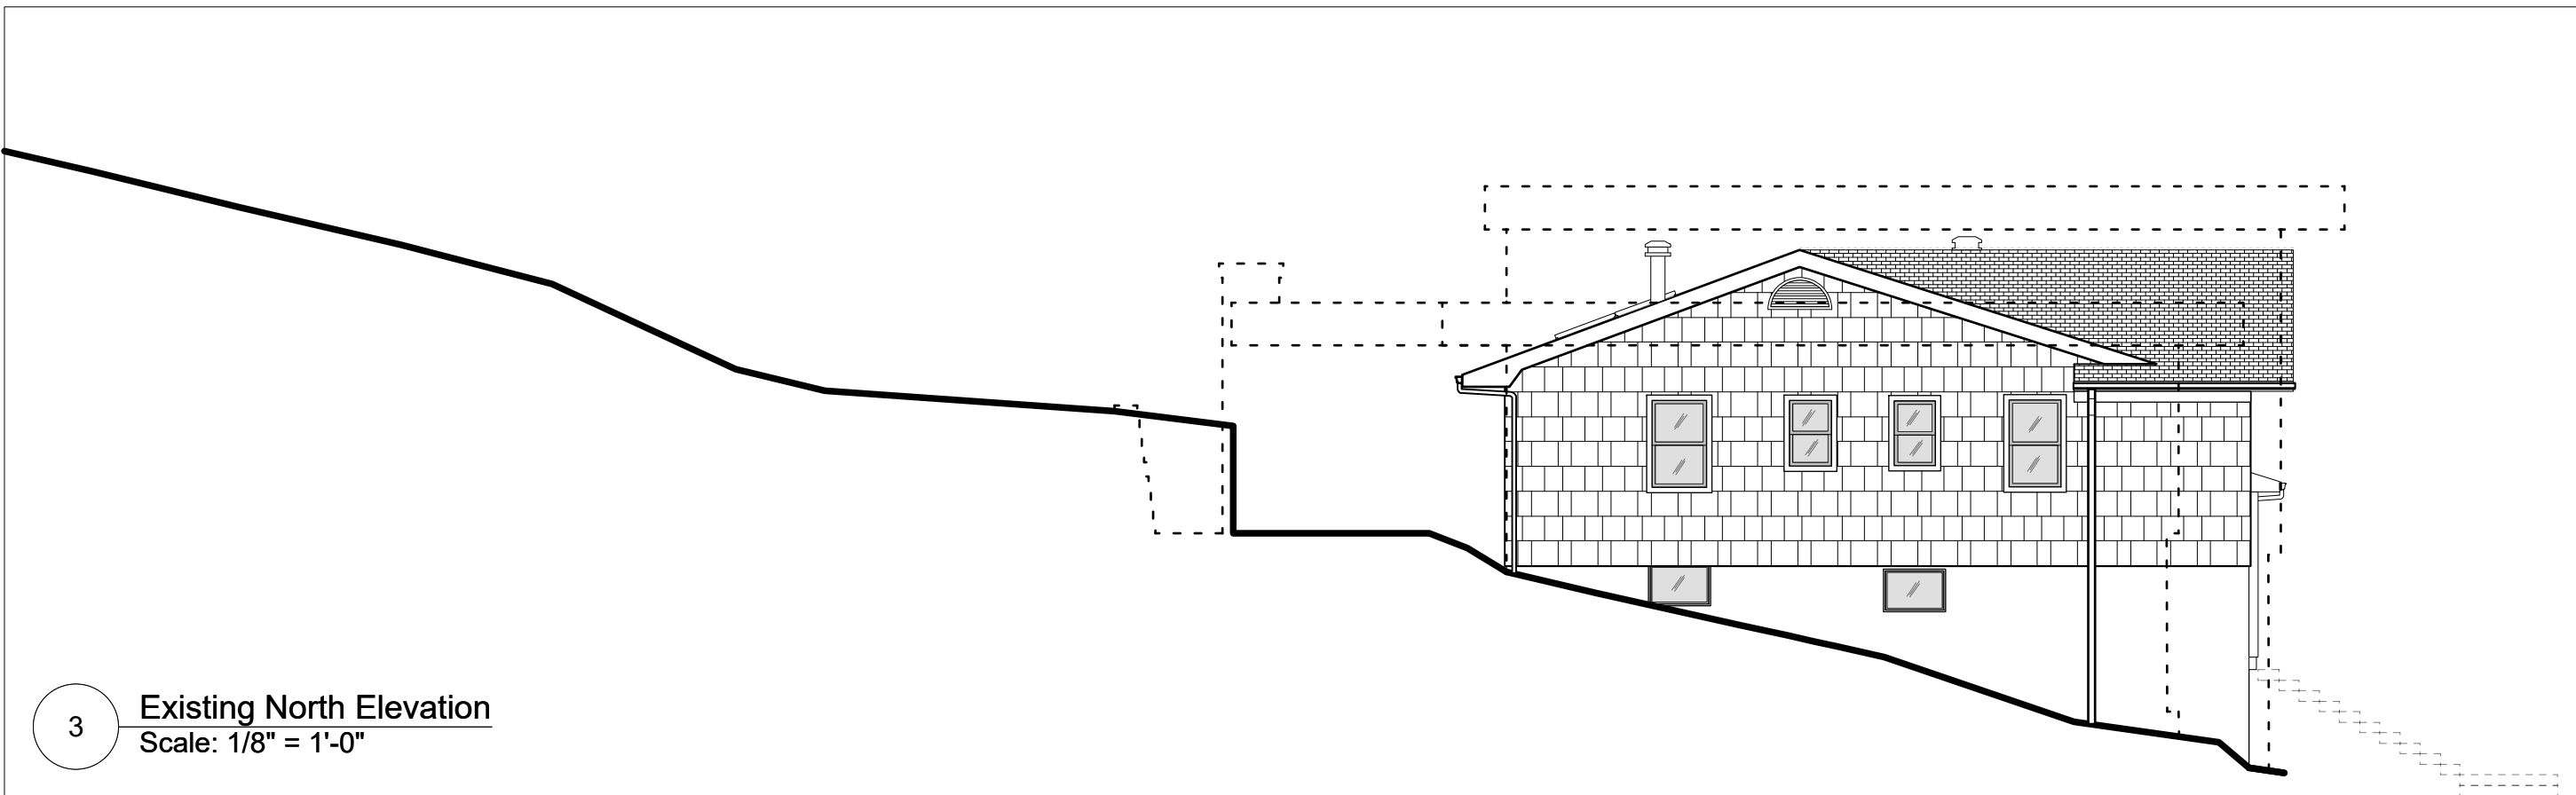 3
Existing North Elevation
Scale: 1/8" = 1'-0"